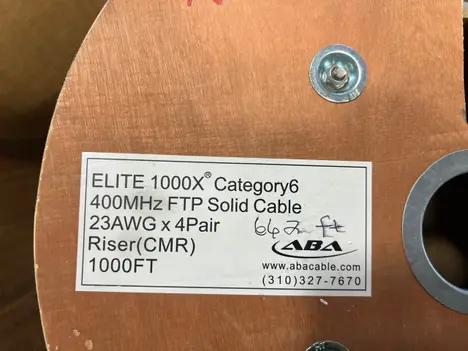 ELITE 1000X® Category6
400MHz FTP Solid Cable
23AWG x 4Pair
Riser(CMR)
1000FT
ft
ABA
www.abacable.com
(310)327-7670